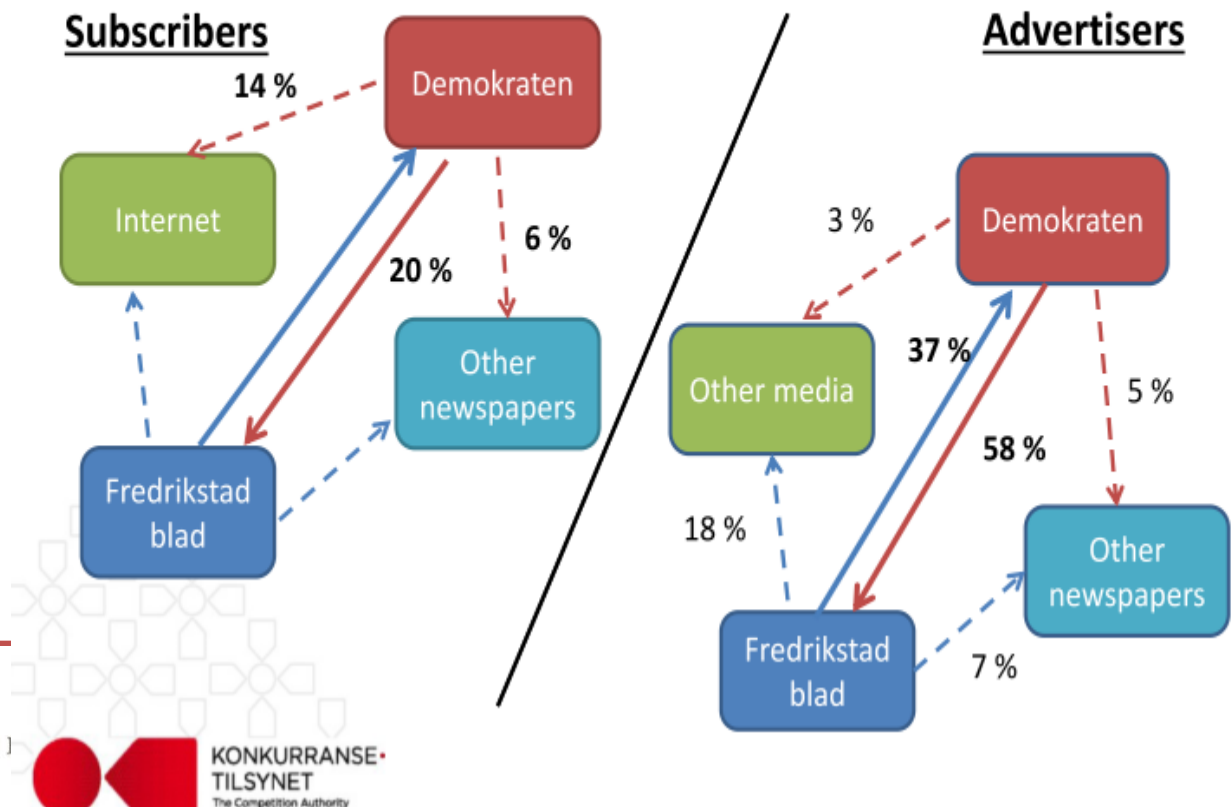 Subscribers
Demokraten
14 %
Internet
6 %
20 %
Other
newspapers
Fredrikstad
blad
Advertisers
Demokraten
3 %
37 %
Other media
5 %
58 %
18 %
Other
newspapers
Fredrikstad
blad
7 %
KONKURRANSE·
TILSYNET
The Competition Authority